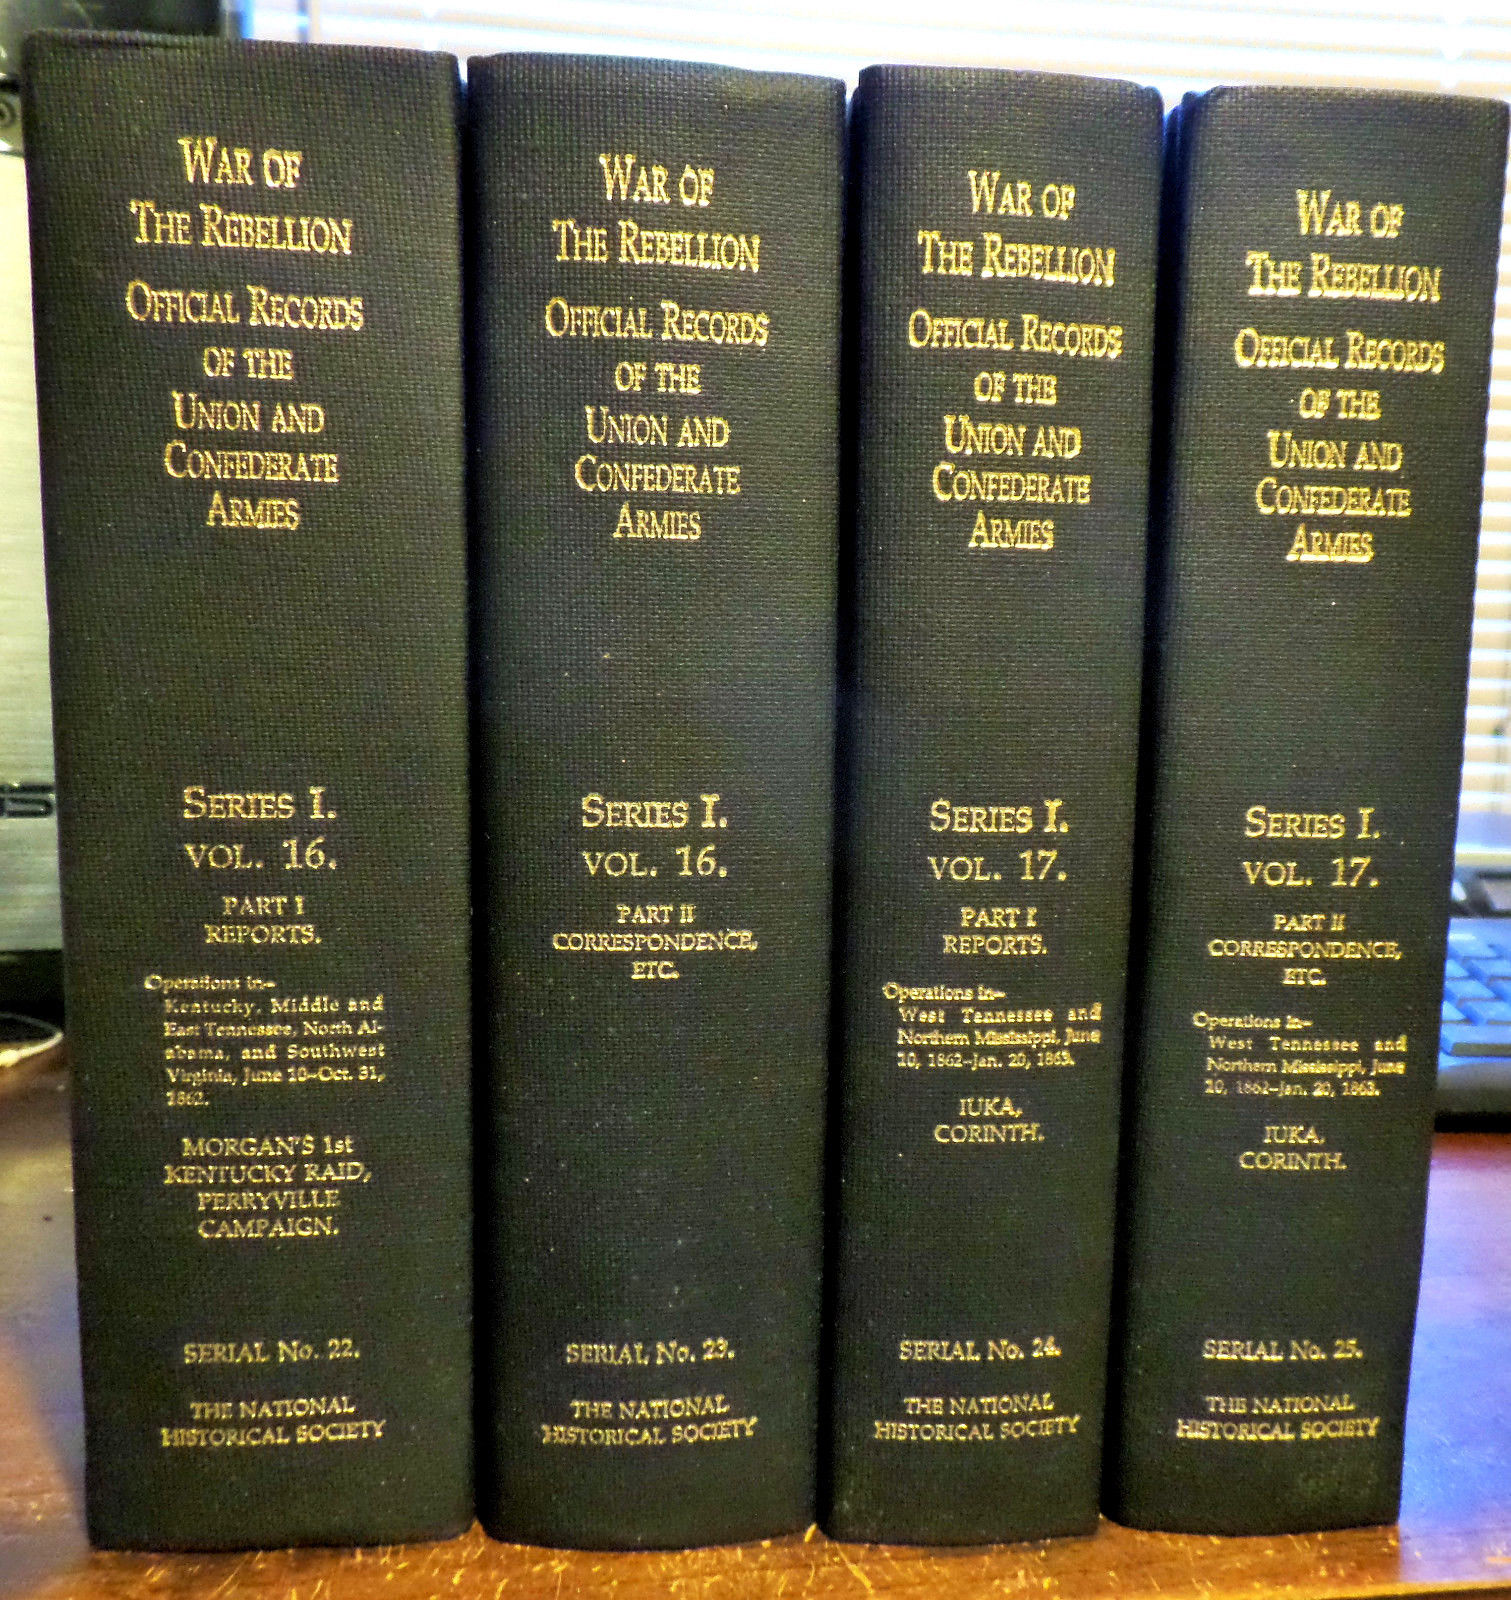 WAR OF
THE REBELLION
OFFICIAL RECORDS
OF THE
UNION AND
CONFEDERATE
ARMIES
SERIES I.
VOL. 16.
PART I
REPORTS.
Operations in–
Kentucky, Middle and
East Tennessee, North Al-
abama, and Southwest
Virginia, June 10–Oct. 31,
1862.
MORGAN'S 1st
KENTUCKY RAID,
PERRYVILLE
CAMPAIGN.
SERIAL No. 22.
THE NATIONAL
HISTORICAL SOCIETY
WAR OF
THE REBELLION
OFFICIAL RECORDS
OF THE
UNION AND
CONFEDERATE
ARMIES
SERIES I.
VOL. 16.
PART II
CORRESPONDENCE,
ETC.
SERIAL No. 23.
THE NATIONAL
HISTORICAL SOCIETY
WAR OF
THE REBELLION
OFFICIAL RECORDS
OF THE
UNION AND
CONFEDERATE
ARMIES
SERIES I.
VOL. 17.
PART I
REPORTS.
Operations in–
West Tennessee and
Northern Mississippi, June
10, 1862–Jan. 20, 1863.
IUKA,
CORINTH.
SERIAL No. 24.
THE NATIONAL
HISTORICAL SOCIETY
WAR OF
THE REBELLION
OFFICIAL RECORDS
OF THE
UNION AND
CONFEDERATE
ARMIES
SERIES I.
VOL. 17.
PART II
CORRESPONDENCE,
ETC.
Operations in–
West Tennessee and
Northern Mississippi, June
10, 1862–Jan. 20, 1863.
IUKA,
CORINTH.
SERIAL No. 25.
THE NATIONAL
HISTORICAL SOCIETY